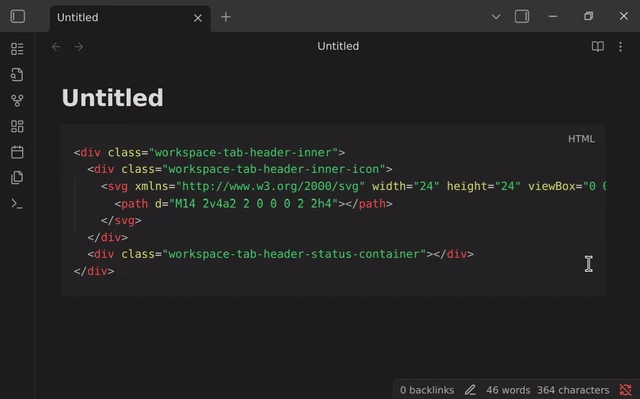 Untitled
Untitled
Untitled
HTML
<div class="workspace-tab-header-inner">
<div class="workspace-tab-header-inner-icon">
<svg xmlns="http://www.w3.org/2000/svg" width="24" height="24" viewBox="0 0
<path d="M14 2v4a2 2 0 0 0 2 2h4"></path>
</svg>
</div>
<div class="workspace-tab-header-status-container"></div>
</div>
0 backlinks 46 words 364 characters